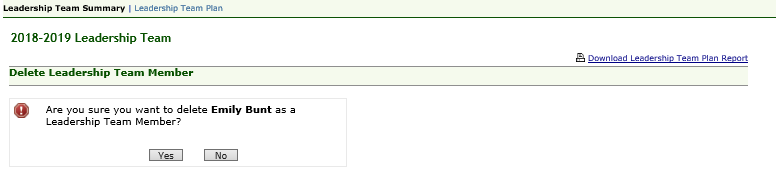 Leadership Team Summary | Leadership Team Plan
2018-2019 Leadership Team
Download Leadership Team Plan Report
Delete Leadership Team Member
Are you sure you want to delete Emily Bunt as a
Leadership Team Member?
Yes No